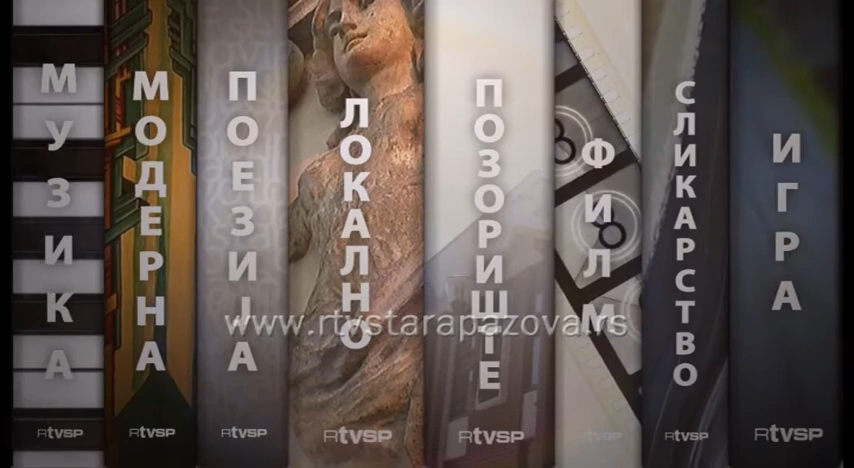 МУЗИКА
МОДЕРНА
ПОЕЗИЈА
ЛОКАЛНО
ПОЗОРИШТЕ
ФИЛМ
СЛИКАРСТВО
ИГРА
www.rtvstarapazova.rs
RTVSP
RTVSP
RTVSP
RTVSP
RTVSP
RTVSP
RTVSP
RTVSP